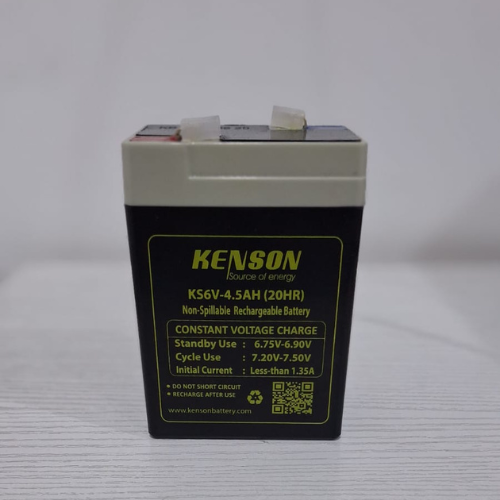 KENSON
Source of energy
KS6V-4.5AH (20HR)
Non-Spillable Rechargeable Battery
CONSTANT VOLTAGE CHARGE
Standby Use : 6.75V-6.90V
Cycle Use : 7.20V-7.50V
Initial Current : Less-than 1.35A
• DO NOT SHORT CIRCUIT
• RECHARGE AFTER USE
www.kensonbattery.com